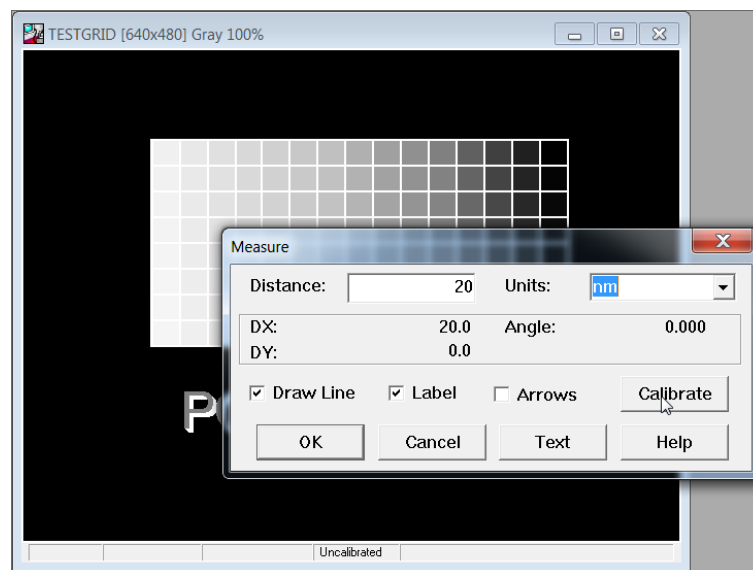 TESTGRID [640x480] Gray 100%
Measure
Distance: 20 Units: nm
DX: 20.0 Angle: 0.000
DY: 0.0
Draw Line Label Arrows Calibrate
OK Cancel Text Help
Uncalibrated